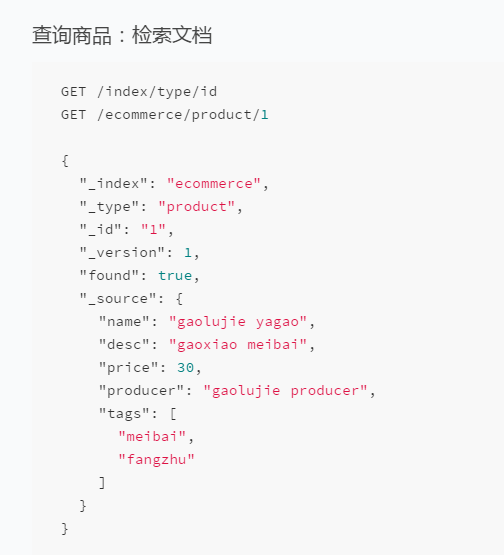 查询商品：检索文档
GET /index/type/id
GET /ecommerce/product/1
{
"_index": "ecommerce",
"_type": "product",
"_id": "1",
"_version": 1,
"found": true,
"_source": {
"name": "gaolujie yagao",
"desc": "gaoxiao meibai",
"price": 30,
"producer": "gaolujie producer",
"tags": [
"meibai",
"fangzhu"
]
}
}